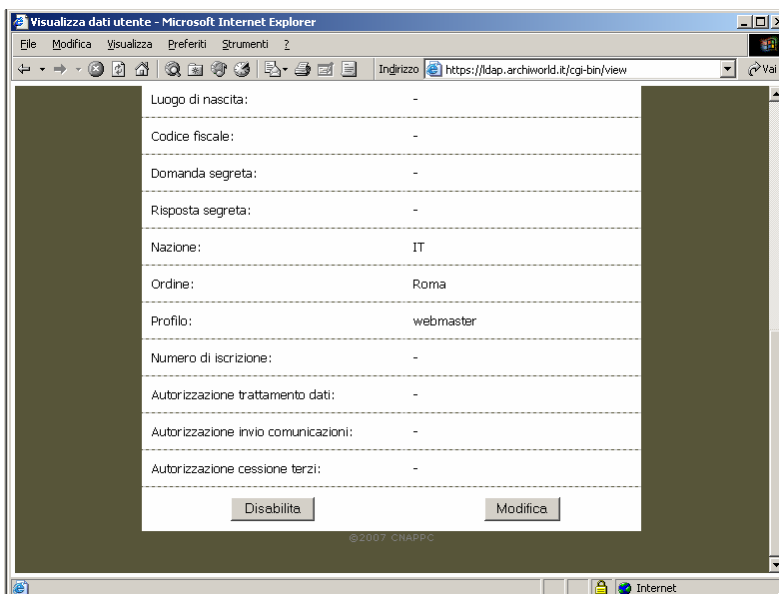 Visualizza dati utente - Microsoft Internet Explorer
File Modifica Visualizza Preferiti Strumenti ?
Indirizzo https://ldap.archiworld.it/cgi-bin/view Vai
Luogo di nascita: -
Codice fiscale: -
Domanda segreta: -
Risposta segreta: -
Nazione: IT
Ordine: Roma
Profilo: webmaster
Numero di iscrizione: -
Autorizzazione trattamento dati: -
Autorizzazione invio comunicazioni: -
Autorizzazione cessione terzi: -
Disabilita Modifica
©2007 CNAPPC
Internet